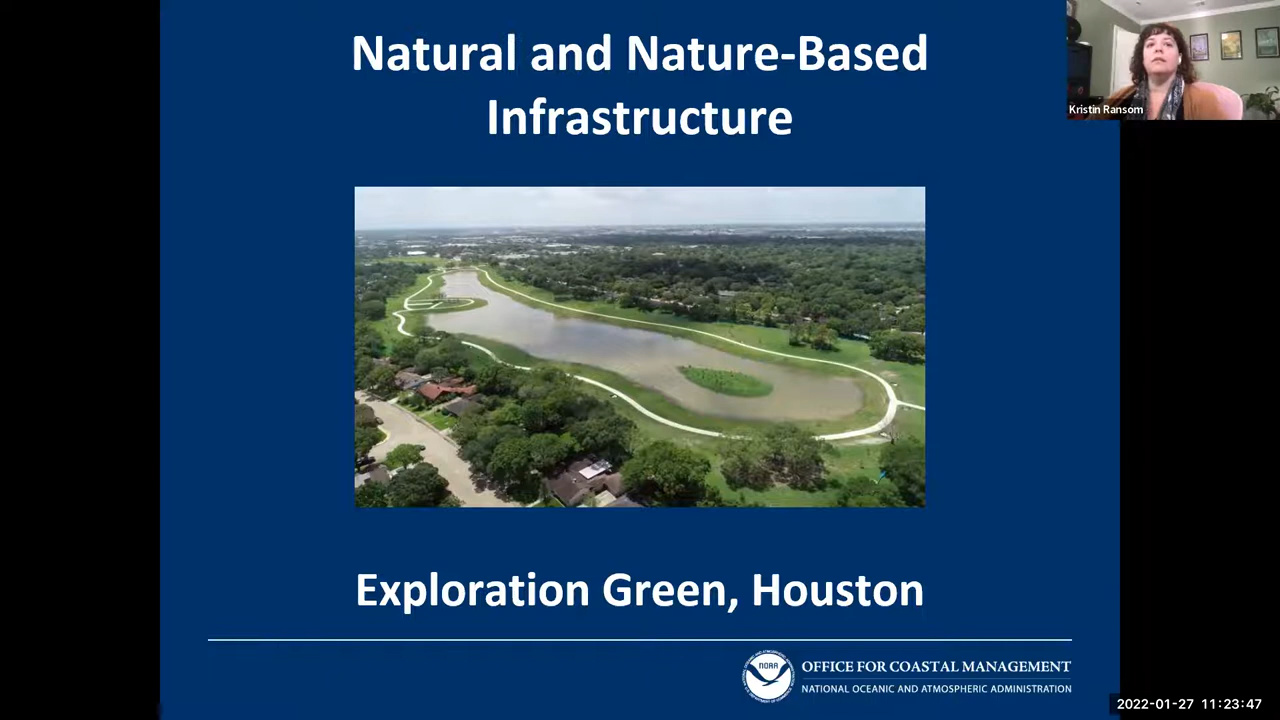 Natural and Nature-Based
Infrastructure
Kristin Ransom
Exploration Green, Houston
NOAA
OFFICE FOR COASTAL MANAGEMENT
NATIONAL OCEANIC AND ATMOSPHERIC ADMINISTRATION
2022-01-27 11:23:47